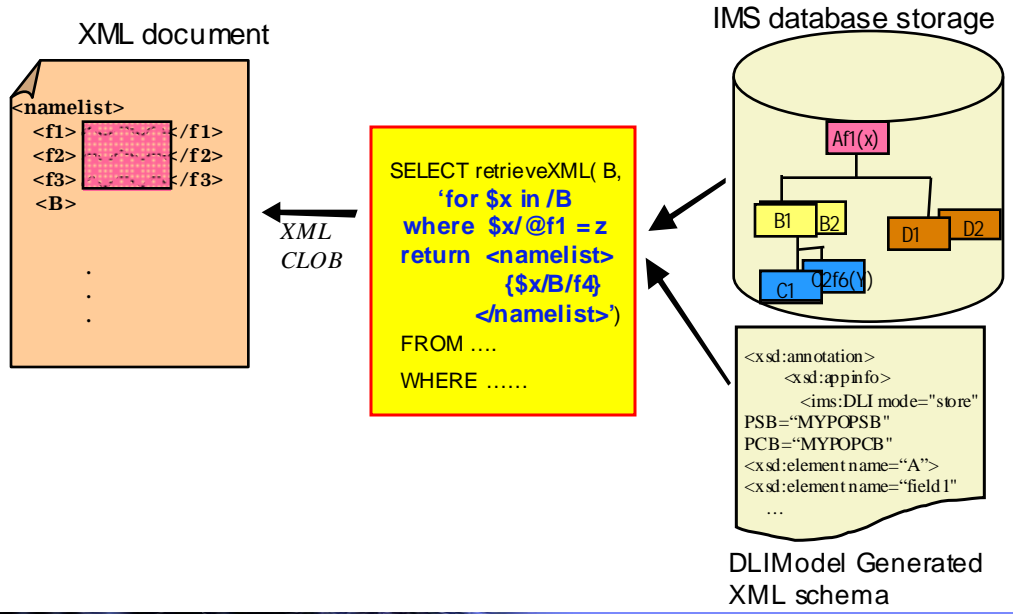 XML document
<namelist>
<f1> </f1>
<f2> </f2>
<f3> </f3>
<B>
.
.
.
XML
CLOB
SELECT retrieveXML( B,
‘for $x in /B
where $x/@f1 = z
return <namelist>
{$x/B/f4}
</namelist>’)
FROM ....
WHERE ......
IMS database storage
Af1(x)
B1
B2
D1
D2
C1
C2f6(Y)
<xsd:annotation>
<xsd:appinfo>
<ims:DLI mode="store"
PSB=“MYPOPSB"
PCB=“MYPOPCB"
<xsd:element name=“A”>
<xsd:element name=“field1"
…
DLIModel Generated
XML schema